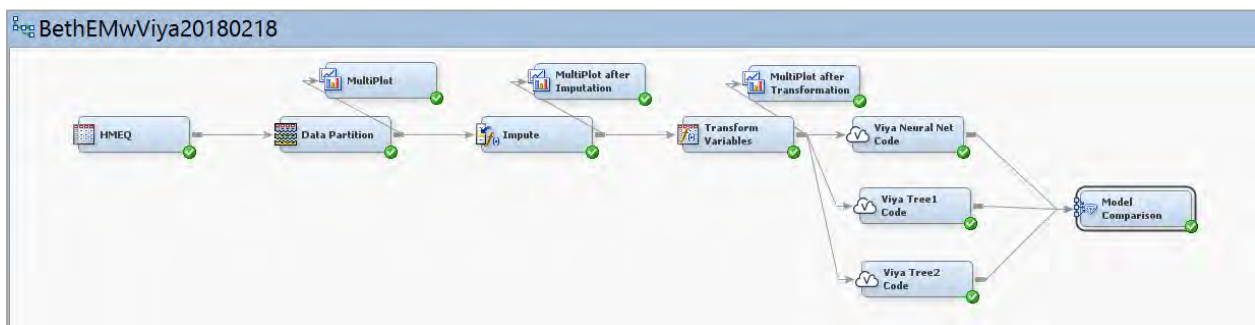 BethEMwViya20180218
MultiPlot
MultiPlot after
Imputation
MultiPlot after
Transformation
HMEQ
Data Partition
Impute
Transform
Variables
Viya Neural Net
Code
Viya Tree1
Code
Model
Comparison
Viya Tree2
Code